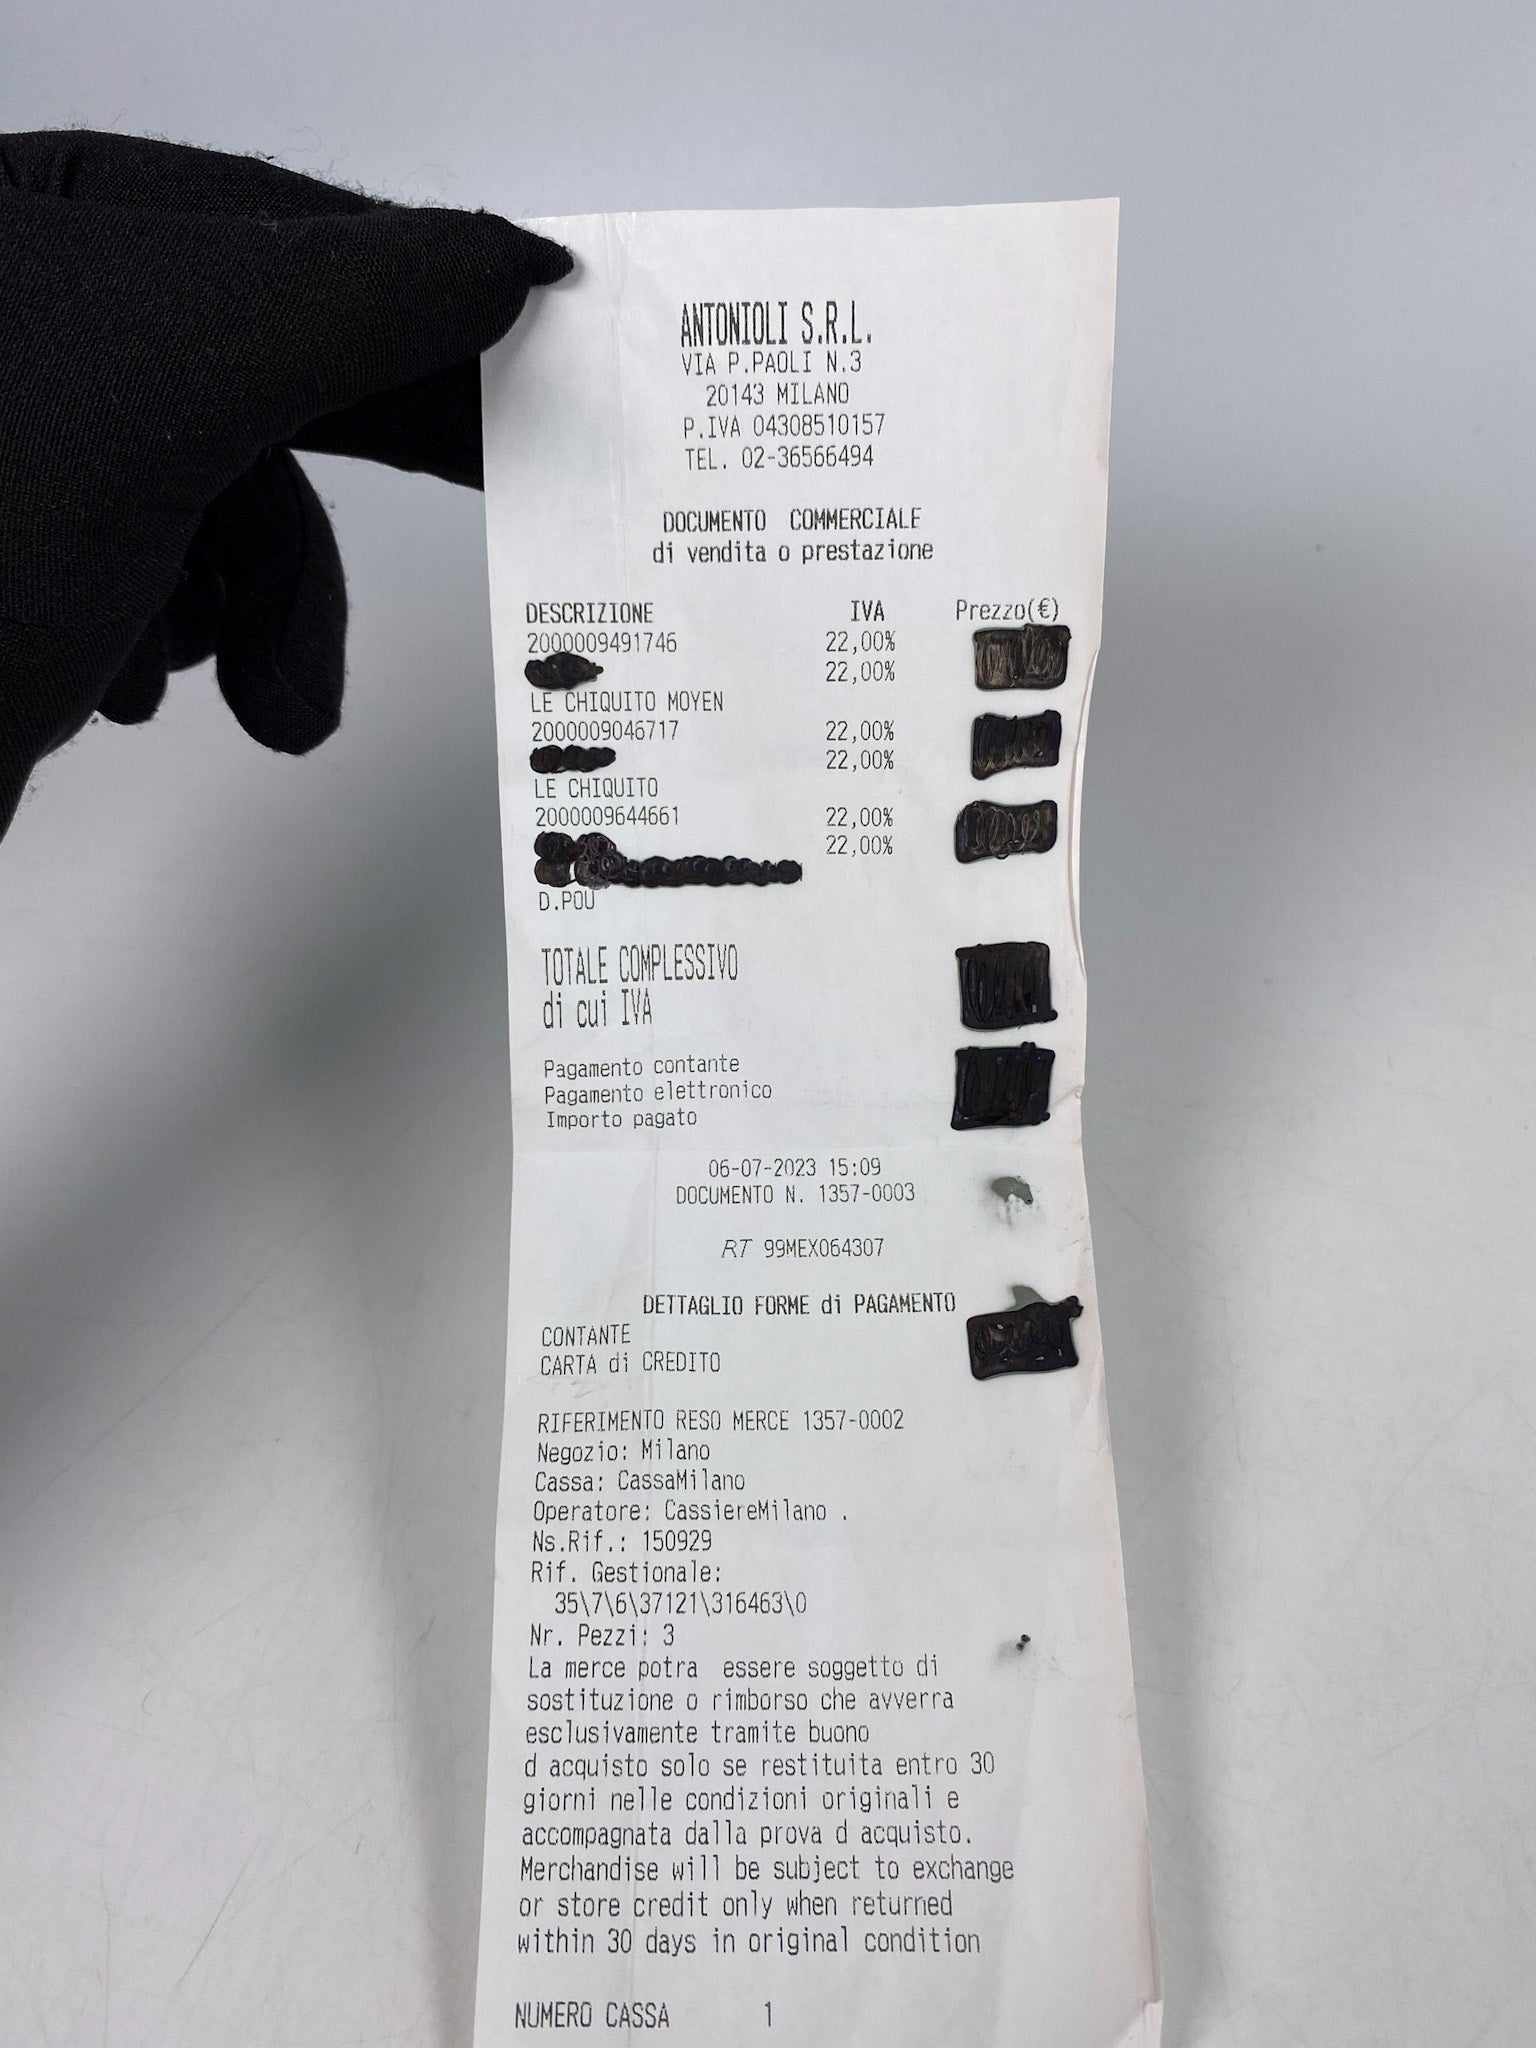 ANTONIOLI S.R.L.
VIA P.PAOLI N.3
20143 MILANO
P.IVA 04308510157
TEL. 02-36566494
DOCUMENTO COMMERCIALE
di vendita o prestazione
DESCRIZIONE IVA Prezzo(€)
2000009491746 22,00%
22,00%
LE CHIQUITO MOYEN
2000009046717 22,00%
22,00%
LE CHIQUITO
2000009644661 22,00%
22,00%
D.POU
TOTALE COMPLESSIVO
di cui IVA
Pagamento contante
Pagamento elettronico
Importo pagato
06-07-2023 15:09
DOCUMENTO N. 1357-0003
RT 99MEX064307
DETTAGLIO FORME di PAGAMENTO
CONTANTE
CARTA di CREDITO
RIFERIMENTO RESO MERCE 1357-0002
Negozio: Milano
Cassa: CassaMilano
Operatore: CassiereMilano .
Ns.Rif.: 150929
Rif. Gestionale:
35\7\6\37121\316463\0
Nr. Pezzi: 3
La merce potra essere soggetto di
sostituzione o rimborso che avverra
esclusivamente tramite buono
d acquisto solo se restituita entro 30
giorni nelle condizioni originali e
accompagnata dalla prova d acquisto.
Merchandise will be subject to exchange
or store credit only when returned
within 30 days in original condition
NUMERO CASSA 1